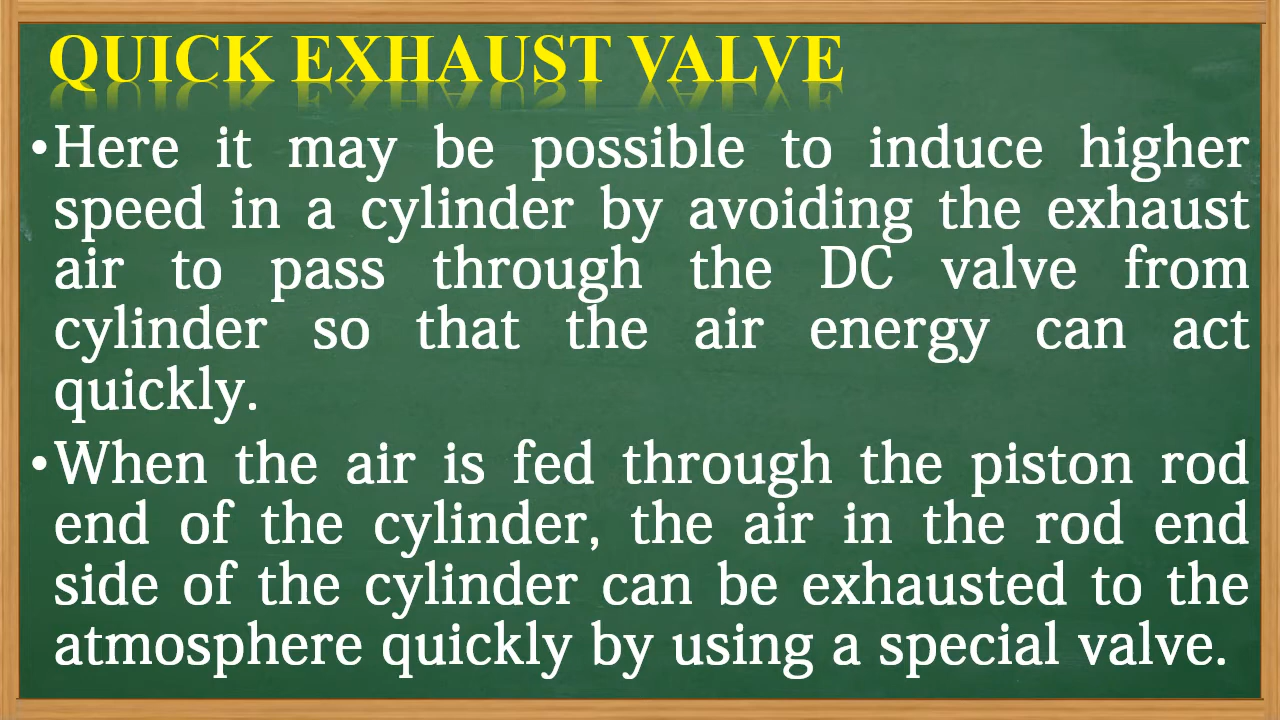 QUICK EXHAUST VALVE
•Here it may be possible to induce higher
speed in a cylinder by avoiding the exhaust
air to pass through the DC valve from
cylinder so that the air energy can act
quickly.
•When the air is fed through the piston rod
end of the cylinder, the air in the rod end
side of the cylinder can be exhausted to the
atmosphere quickly by using a special valve.